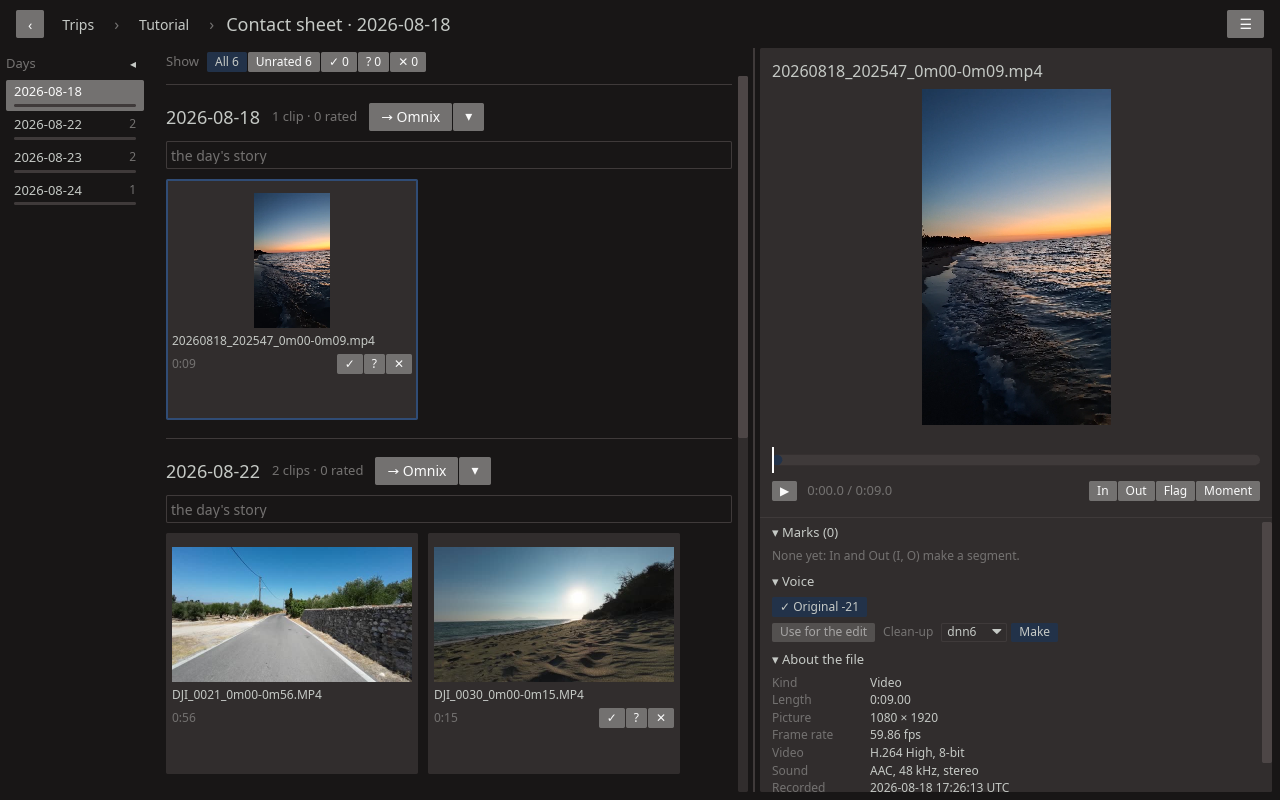 ‹ Trips › Tutorial › Contact sheet · 2026-08-18 ☰
Days ◂
2026-08-18
2026-08-22 2
2026-08-23 2
2026-08-24 1
Show All 6 Unrated 6 ✓ 0 ? 0 ✕ 0
2026-08-18 1 clip · 0 rated → Omnix ▾
the day's story
20260818_202547_0m00-0m09.mp4
0:09 ✓ ? ✕
2026-08-22 2 clips · 0 rated → Omnix ▾
the day's story
DJI_0021_0m00-0m56.MP4
0:56
DJI_0030_0m00-0m15.MP4
0:15 ✓ ? ✕
20260818_202547_0m00-0m09.mp4
▶ 0:00.0 / 0:09.0 In Out Flag Moment
▾ Marks (0)
None yet: In and Out (I, O) make a segment.
▾ Voice
✓ Original -21
Use for the edit Clean-up dnn6 Make
▾ About the file
Kind Video
Length 0:09.00
Picture 1080 × 1920
Frame rate 59.86 fps
Video H.264 High, 8-bit
Sound AAC, 48 kHz, stereo
Recorded 2026-08-18 17:26:13 UTC